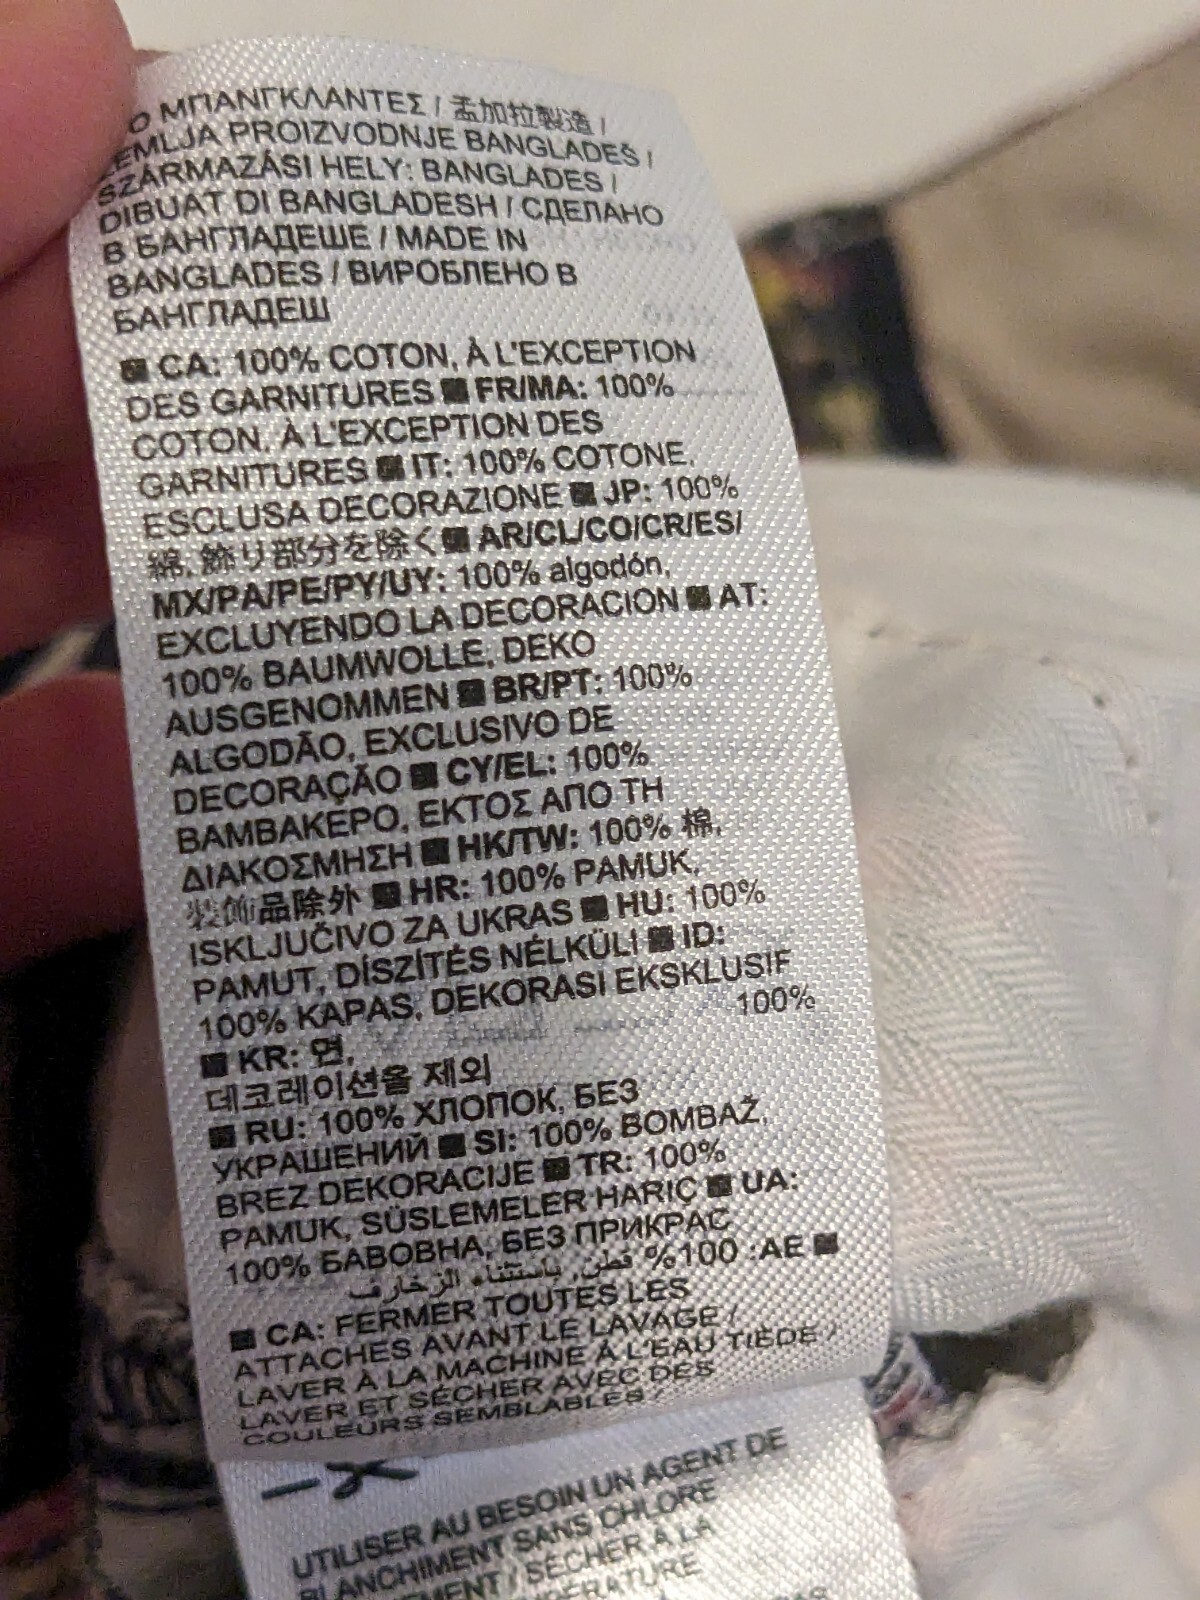 Ο ΜΠΑΝΓΚΛΑΝΤΕΣ / 孟加拉製造 /
ZEMLJA PROIZVODNJE BANGLADEŠ /
SZÁRMAZÁSI HELY: BANGLADES /
DIBUAT DI BANGLADESH / СДЕЛАНО
В БАНГЛАДЕШЕ / MADE IN
BANGLADES / ВИРОБЛЕНО В
БАНГЛАДЕШ
■ CA: 100% COTON, À L'EXCEPTION
DES GARNITURES ■ FR/MA: 100%
COTON, À L'EXCEPTION DES
GARNITURES ■ IT: 100% COTONE,
ESCLUSA DECORAZIONE ■ JP: 100%
綿, 飾り部分を除く ■ AR/CL/CO/CR/ES/
MX/PA/PE/PY/UY: 100% algodón,
EXCLUYENDO LA DECORACION ■ AT:
100% BAUMWOLLE, DEKO
AUSGENOMMEN ■ BR/PT: 100%
ALGODÃO, EXCLUSIVO DE
DECORAÇÃO ■ CY/EL: 100%
ΒΑΜΒΑΚΕΡΟ, ΕΚΤΟΣ ΑΠΟ ΤΗ
ΔΙΑΚΟΣΜΗΣΗ ■ HK/TW: 100% 棉,
裝飾品除外 ■ HR: 100% PAMUK,
ISKLJUČIVO ZA UKRAS ■ HU: 100%
PAMUT, DÍSZÍTÉS NÉLKÜLI ■ ID:
100% KAPAS, DEKORASI EKSKLUSIF
100%
■ KR: 면,
데코레이션을 제외
■ RU: 100% ХЛОПОК, БЕЗ
УКРАШЕНИЙ ■ SI: 100% BOMBAŽ,
BREZ DEKORACIJE ■ TR: 100%
PAMUK, SÜSLEMELER HARIÇ ■ UA:
100% БАВОВНА, БЕЗ ПРИКРАС
■ AE: 100% قطن, باستثناء الزخارف
■ CA: FERMER TOUTES LES
ATTACHES AVANT LE LAVAGE /
LAVER À LA MACHINE À L'EAU TIÈDE /
LAVER ET SÉCHER AVEC DES
COULEURS SEMBLABLES /
UTILISER AU BESOIN UN AGENT DE
BLANCHIMENT SANS CHLORE
/ SÉCHER À LA